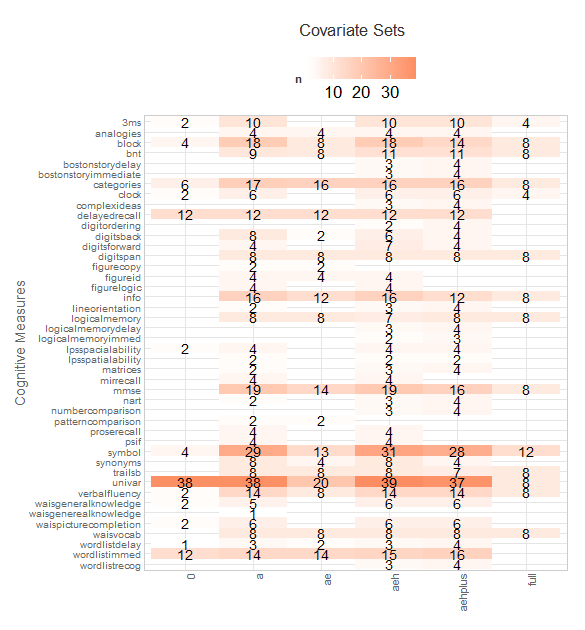 Covariate Sets
n
10 20 30
Cognitive Measures
3ms 2 10 10 10 4
analogies 4 4 4 4
block 4 18 8 18 14 8
bnt 9 8 11 11 8
bostonstorydelay 3 4
bostonstoryimmediate 3 4
categories 6 17 16 16 16 8
clock 2 6 6 6 4
complexideas 3 4
delayedrecall 12 12 12 12 12
digitordering 2 4
digitsback 8 2 6 4
digitsforward 4 7 4
digitspan 8 8 8 8 8
figurecopy 2 2
figureid 4 4 4
figurelogic 4 4
info 16 12 16 12 8
lineorientation 2 3 4
logicalmemory 8 8 7 8 8
logicalmemorydelay 3 4
logicalmemoryimmed 2 3
lpsspacialability 2 4 4 4
lpsspatialability 2 2 2
matrices 2 3 4
mirrecall 4 4
mmse 19 14 19 16 8
nart 2 3 4
numbercomparison 3 4
patterncomparison 2 2
proserecall 4 4
psif 4 4
symbol 4 29 13 31 28 12
synonyms 8 4 8 4
trailsb 8 8 8 7 8
univar 38 38 20 39 37 8
verbalfluency 2 14 8 14 14 8
waisgeneralknowledge 2 5 6 6
waisgenerealknowledge 1
waispicturecompletion 2 6 6 6
waisvocab 8 8 8 8 8
wordlistdelay 1 3 2 3 4
wordlistimmed 12 14 14 15 16
wordlistrecog 3 4
0 a ae aeh aehplus full